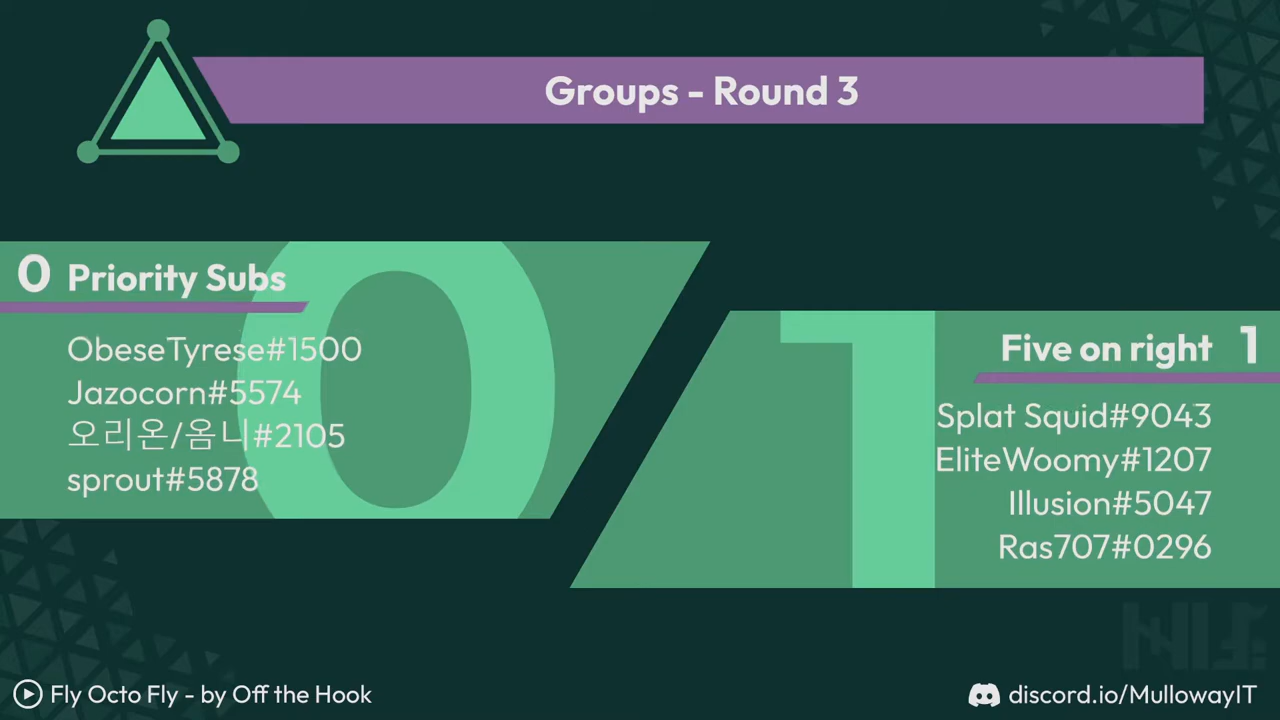 Groups - Round 3
0 Priority Subs
ObeseTyrese#1500
Jazocorn#5574
오리온/옴니#2105
sprout#5878
0
1
Five on right 1
Splat Squid#9043
EliteWoomy#1207
Illusion#5047
Ras707#0296
Fly Octo Fly - by Off the Hook
discord.io/MullowayIT